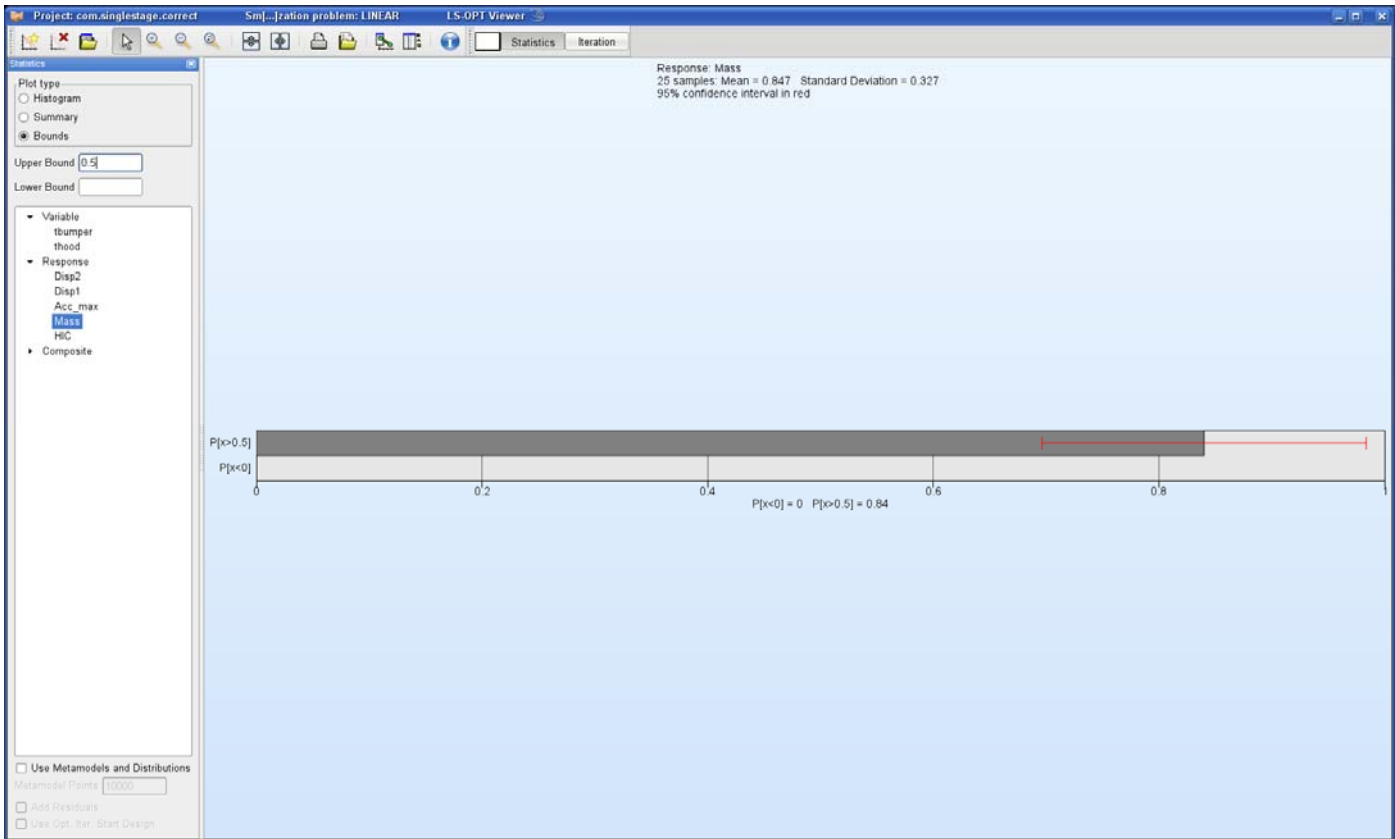 Project: com.singlestage.correct Sm[...]zation problem: LINEAR LS-OPT Viewer
Statistics Iteration
Statistics
Plot type
Histogram
Summary
Bounds
Upper Bound 0.5
Lower Bound
Variable
tbumper
thood
Response
Disp2
Disp1
Acc_max
Mass
HIC
Composite
Use Metamodels and Distributions
Metamodel Points 10000
Add Residuals
Use Opt. Iter. Start Design
Response: Mass
25 samples: Mean = 0.847 Standard Deviation = 0.327
95% confidence interval in red
P[x>0.5]
P[x<0]
0 0.2 0.4 0.6 0.8 1
P[x<0] = 0 P[x>0.5] = 0.84